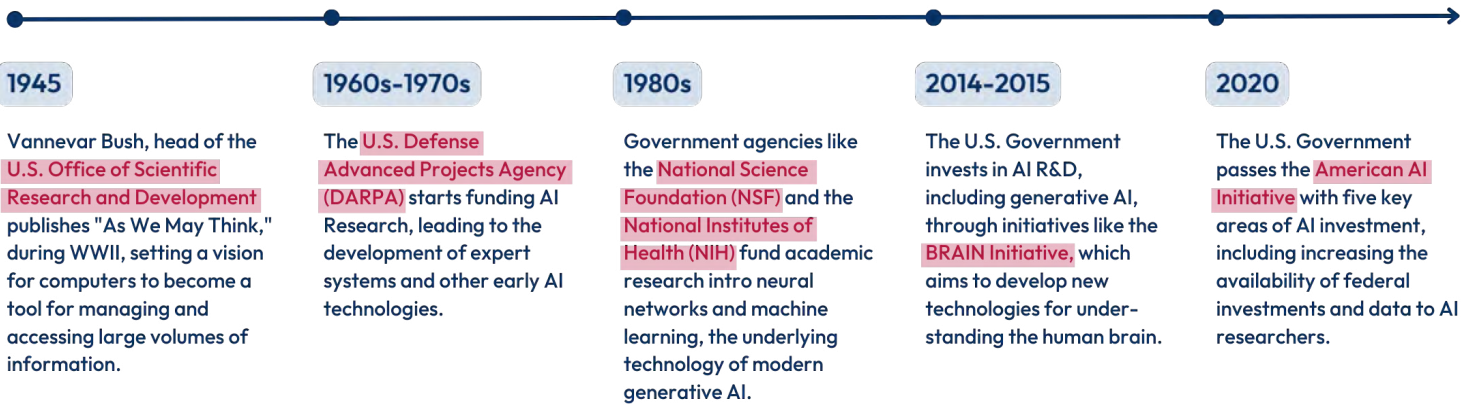 1945
Vannevar Bush, head of the
U.S. Office of Scientific
Research and Development
publishes "As We May Think,"
during WWII, setting a vision
for computers to become a
tool for managing and
accessing large volumes of
information.
1960s-1970s
The U.S. Defense
Advanced Projects Agency
(DARPA) starts funding AI
Research, leading to the
development of expert
systems and other early AI
technologies.
1980s
Government agencies like
the National Science
Foundation (NSF) and the
National Institutes of
Health (NIH) fund academic
research intro neural
networks and machine
learning, the underlying
technology of modern
generative AI.
2014-2015
The U.S. Government
invests in AI R&D,
including generative AI,
through initiatives like the
BRAIN Initiative, which
aims to develop new
technologies for under-
standing the human brain.
2020
The U.S. Government
passes the American AI
Initiative with five key
areas of AI investment,
including increasing the
availability of federal
investments and data to AI
researchers.